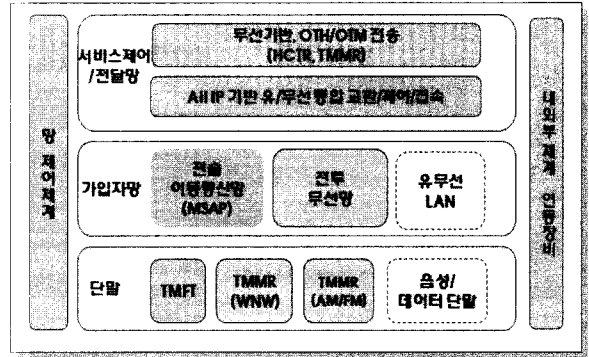 망 제어체계
서비스제어
/전달망
무선기반, OTH/OTM 전송
(HCTR, TMMR)
All IP 기반 유/무선 통합 교환/제어/접속
가입자망
전술
이동통신망
(MSAP)
전투
무선망
유무선
LAN
단말
TMFT
TMMR
(WNW)
TMMR
(AM/FM)
음성/
데이터 단말
내외부 체계 연동장비